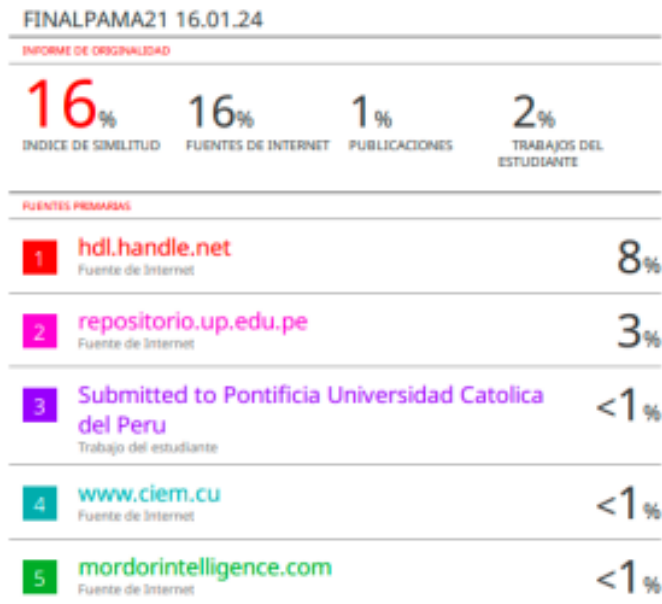 FINALPAMA21 16.01.24
INFORME DE ORIGINALIDAD
16%
INDICE DE SIMILITUD
16%
FUENTES DE INTERNET
1%
PUBLICACIONES
2%
TRABAJOS DEL
ESTUDIANTE
FUENTES PRIMARIAS
1
hdl.handle.net
Fuente de Internet
8%
2
repositorio.up.edu.pe
Fuente de Internet
3%
3
Submitted to Pontificia Universidad Catolica
del Peru
Trabajo del estudiante
<1%
4
www.ciem.cu
Fuente de Internet
<1%
5
mordorintelligence.com
Fuente de Internet
<1%